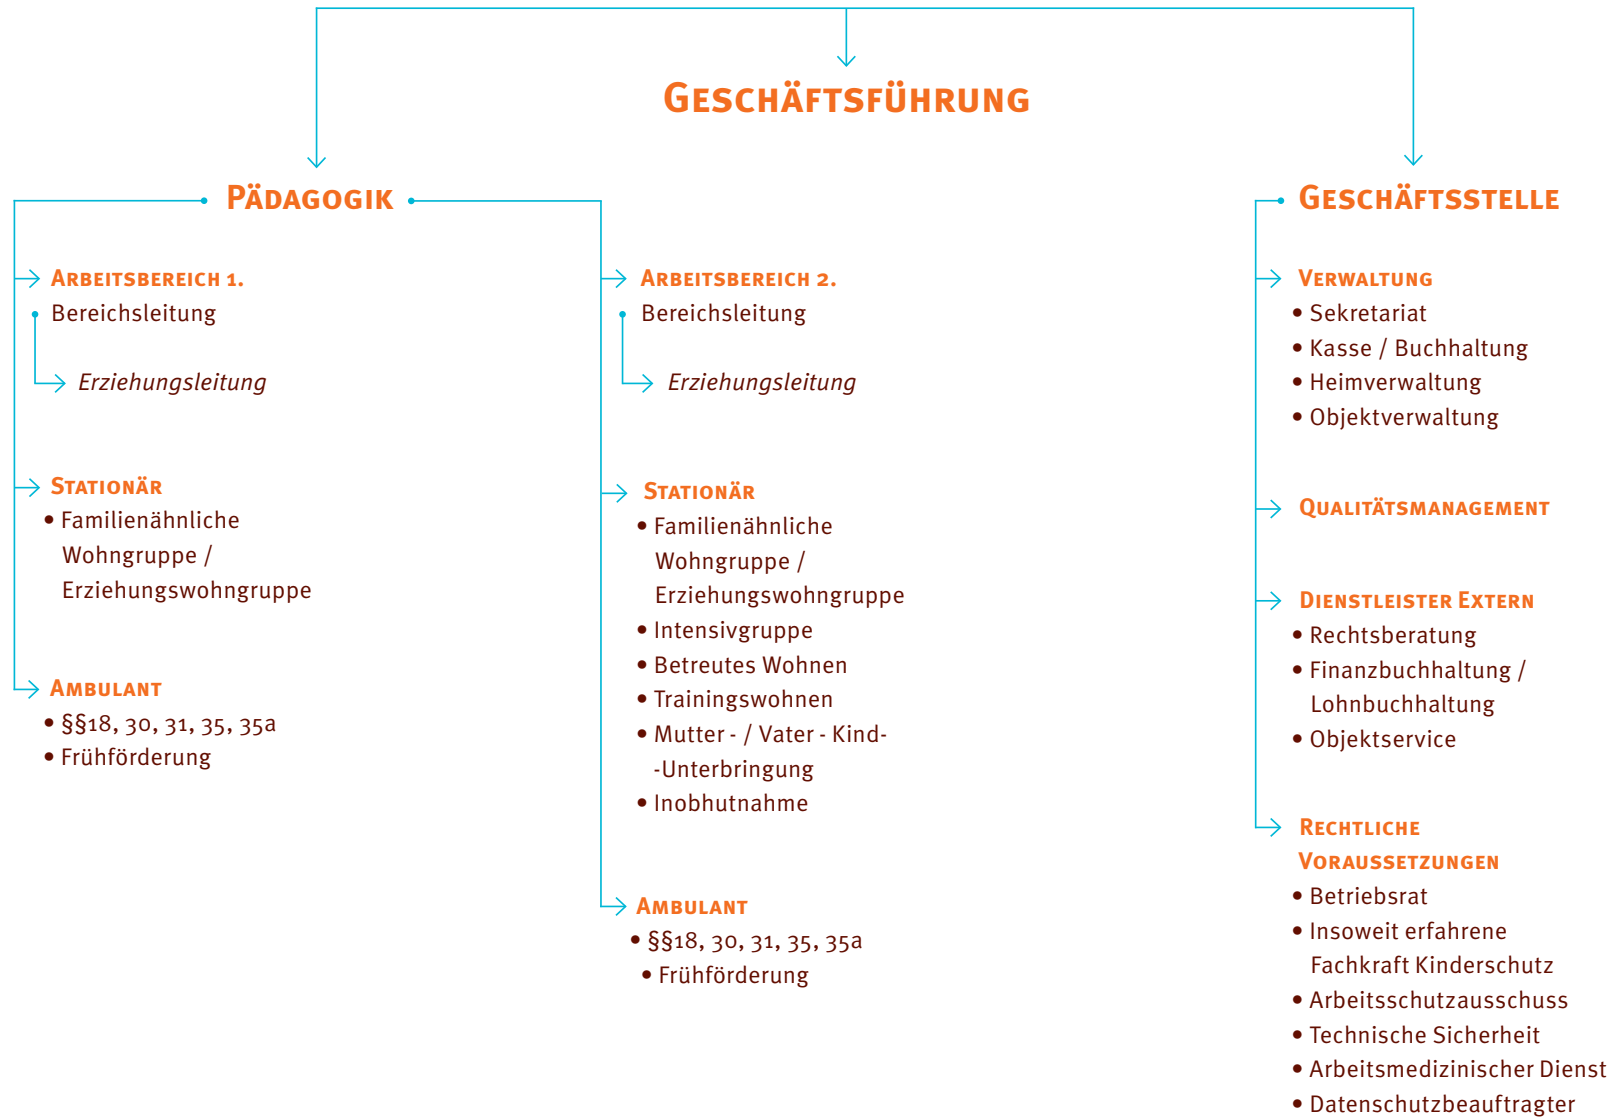 Geschäftsführung
Pädagogik
Arbeitsbereich 1.
Bereichsleitung
Erziehungsleitung
Stationär
• Familienähnliche
Wohngruppe /
Erziehungswohngruppe
Ambulant
• §§18, 30, 31, 35, 35a
• Frühförderung
Arbeitsbereich 2.
Bereichsleitung
Erziehungsleitung
Stationär
• Familienähnliche
Wohngruppe /
Erziehungswohngruppe
• Intensivgruppe
• Betreutes Wohnen
• Trainingswohnen
• Mutter - / Vater - Kind-
-Unterbringung
• Inobhutnahme
Ambulant
• §§18, 30, 31, 35, 35a
• Frühförderung
Geschäftsstelle
Verwaltung
• Sekretariat
• Kasse / Buchhaltung
• Heimverwaltung
• Objektverwaltung
Qualitätsmanagement
Dienstleister Extern
• Rechtsberatung
• Finanzbuchhaltung /
Lohnbuchhaltung
• Objektservice
Rechtliche
Voraussetzungen
• Betriebsrat
• Insoweit erfahrene
Fachkraft Kinderschutz
• Arbeitsschutzausschuss
• Technische Sicherheit
• Arbeitsmedizinischer Dienst
• Datenschutzbeauftragter